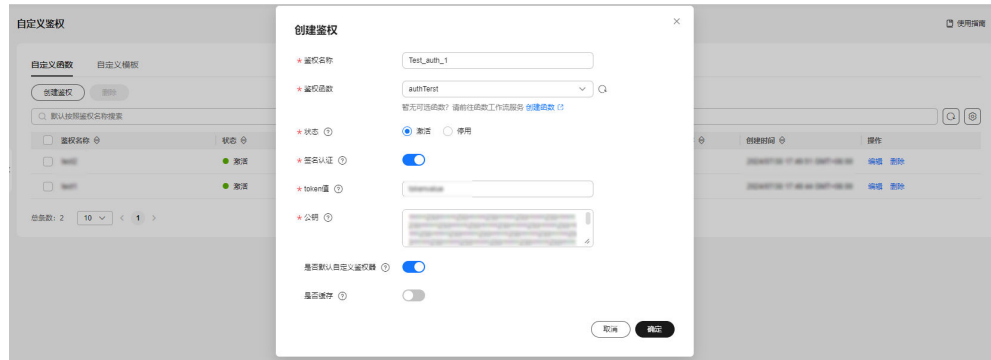 自定义鉴权
使用指南
自定义函数
自定义模板
创建鉴权
删除
默认按照鉴权名称搜索
鉴权名称
状态
创建时间
操作
test2
激活
编辑 删除
test1
激活
编辑 删除
总条数: 2
10
1
创建鉴权
* 鉴权名称
Test_auth_1
* 鉴权函数
authTerst
暂无可选函数？请前往函数工作流服务 创建函数
* 状态
激活
停用
* 签名认证
* token值
* 公钥
是否默认自定义鉴权器
是否缓存
取消
确定